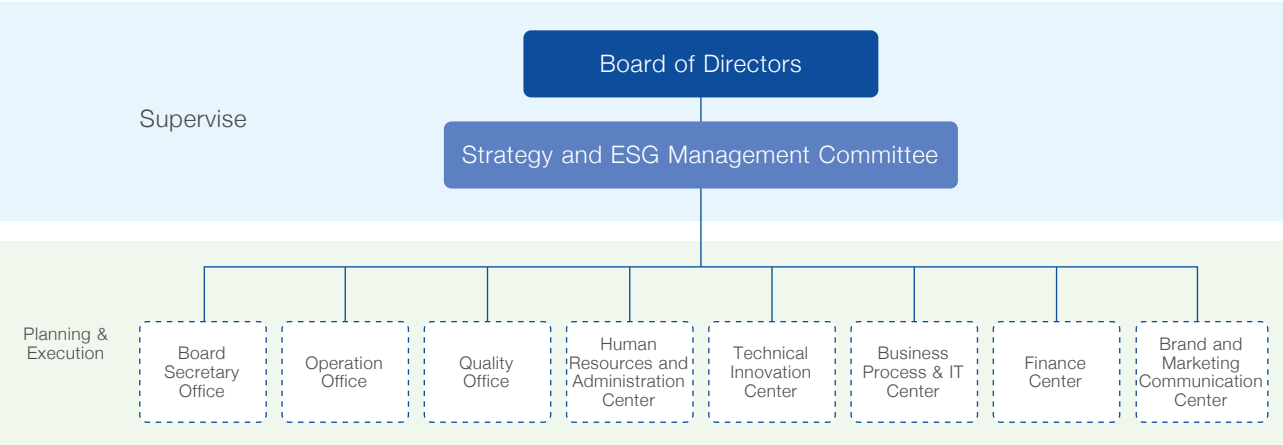 Board of Directors
Supervise
Strategy and ESG Management Committee
Planning &
Execution
Board
Secretary
Office
Operation
Office
Quality
Office
Human
Resources and
Administration
Center
Technical
Innovation
Center
Business
Process & IT
Center
Finance
Center
Brand and
Marketing
Communication
Center